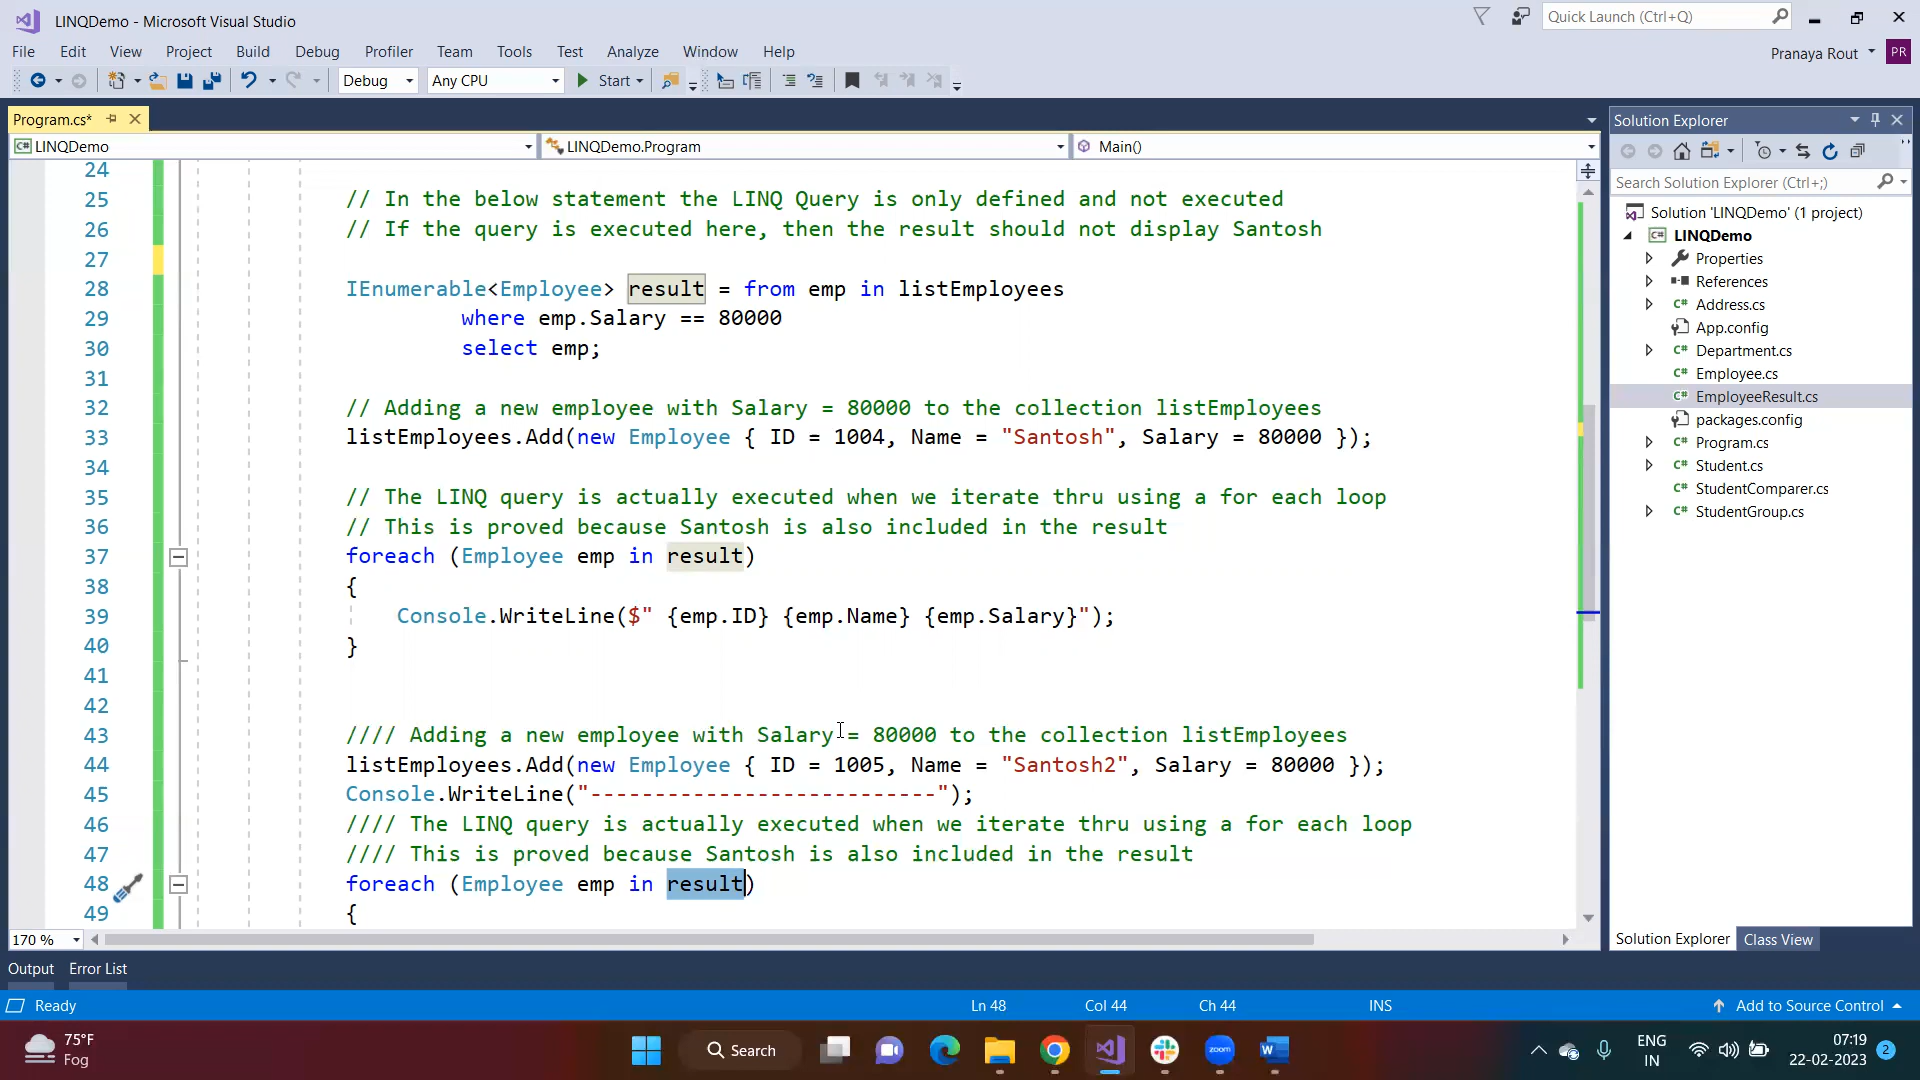 LINQDemo - Microsoft Visual Studio
Quick Launch (Ctrl+Q)
File Edit View Project Build Debug Profiler Team Tools Test Analyze Window Help
Pranaya Rout PR
Debug Any CPU Start
Program.cs*
LINQDemo LINQDemo.Program Main()
24
25 // In the below statement the LINQ Query is only defined and not executed
26 // If the query is executed here, then the result should not display Santosh
27
28 IEnumerable<Employee> result = from emp in listEmployees
29 where emp.Salary == 80000
30 select emp;
31
32 // Adding a new employee with Salary = 80000 to the collection listEmployees
33 listEmployees.Add(new Employee { ID = 1004, Name = "Santosh", Salary = 80000 });
34
35 // The LINQ query is actually executed when we iterate thru using a for each loop
36 // This is proved because Santosh is also included in the result
37 foreach (Employee emp in result)
38 {
39 Console.WriteLine($" {emp.ID} {emp.Name} {emp.Salary}");
40 }
41
42
43 //// Adding a new employee with Salary = 80000 to the collection listEmployees
44 listEmployees.Add(new Employee { ID = 1005, Name = "Santosh2", Salary = 80000 });
45 Console.WriteLine("---------------------------");
46 //// The LINQ query is actually executed when we iterate thru using a for each loop
47 //// This is proved because Santosh is also included in the result
48 foreach (Employee emp in result)
49 {
170 %
Solution Explorer
Search Solution Explorer (Ctrl+;)
Solution 'LINQDemo' (1 project)
C# LINQDemo
Properties
References
C# Address.cs
App.config
C# Department.cs
C# Employee.cs
C# EmployeeResult.cs
packages.config
C# Program.cs
C# Student.cs
C# StudentComparer.cs
C# StudentGroup.cs
Solution Explorer Class View
Output Error List
Ready Ln 48 Col 44 Ch 44 INS Add to Source Control
75°F
Fog
Search
zoom
ENG
IN
07:19
22-02-2023
2